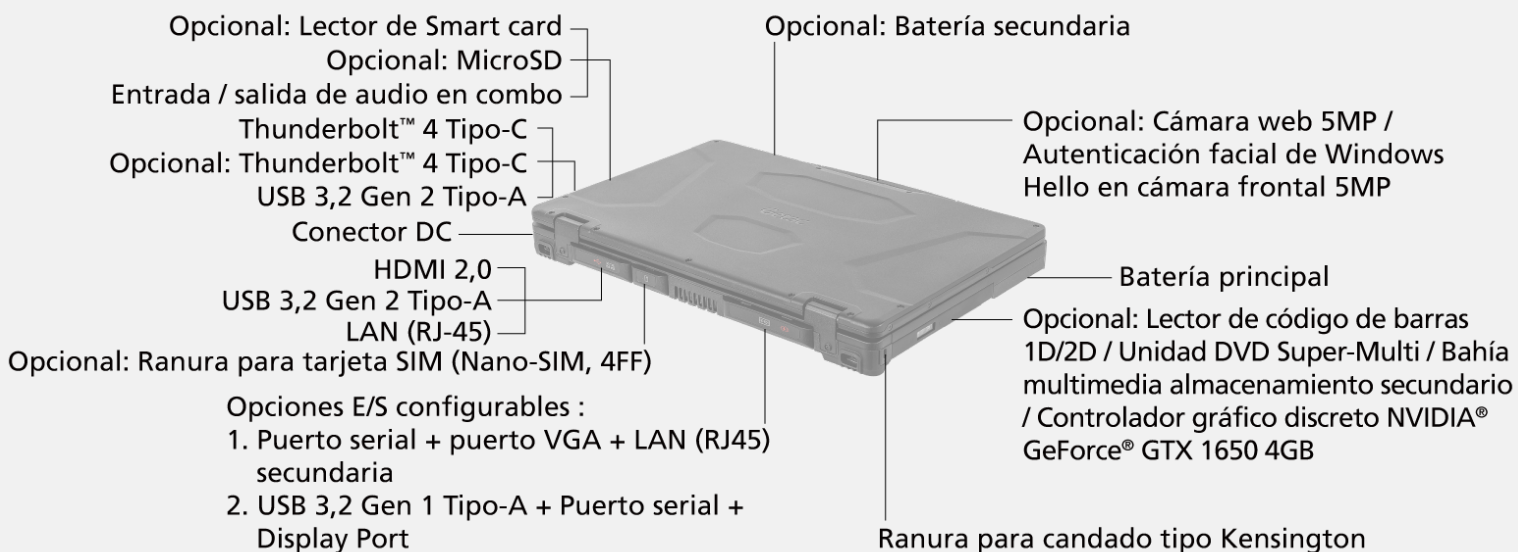 Opcional: Lector de Smart card
Opcional: MicroSD
Entrada / salida de audio en combo
Thunderbolt™ 4 Tipo-C
Opcional: Thunderbolt™ 4 Tipo-C
USB 3,2 Gen 2 Tipo-A
Conector DC
HDMI 2,0
USB 3,2 Gen 2 Tipo-A
LAN (RJ-45)
Opcional: Ranura para tarjeta SIM (Nano-SIM, 4FF)
Opciones E/S configurables :
1. Puerto serial + puerto VGA + LAN (RJ45)
secundaria
2. USB 3,2 Gen 1 Tipo-A + Puerto serial +
Display Port
Opcional: Batería secundaria
Opcional: Cámara web 5MP /
Autenticación facial de Windows
Hello en cámara frontal 5MP
Getac
Batería principal
Opcional: Lector de código de barras
1D/2D / Unidad DVD Super-Multi / Bahía
multimedia almacenamiento secundario
/ Controlador gráfico discreto NVIDIA®
GeForce® GTX 1650 4GB
Ranura para candado tipo Kensington